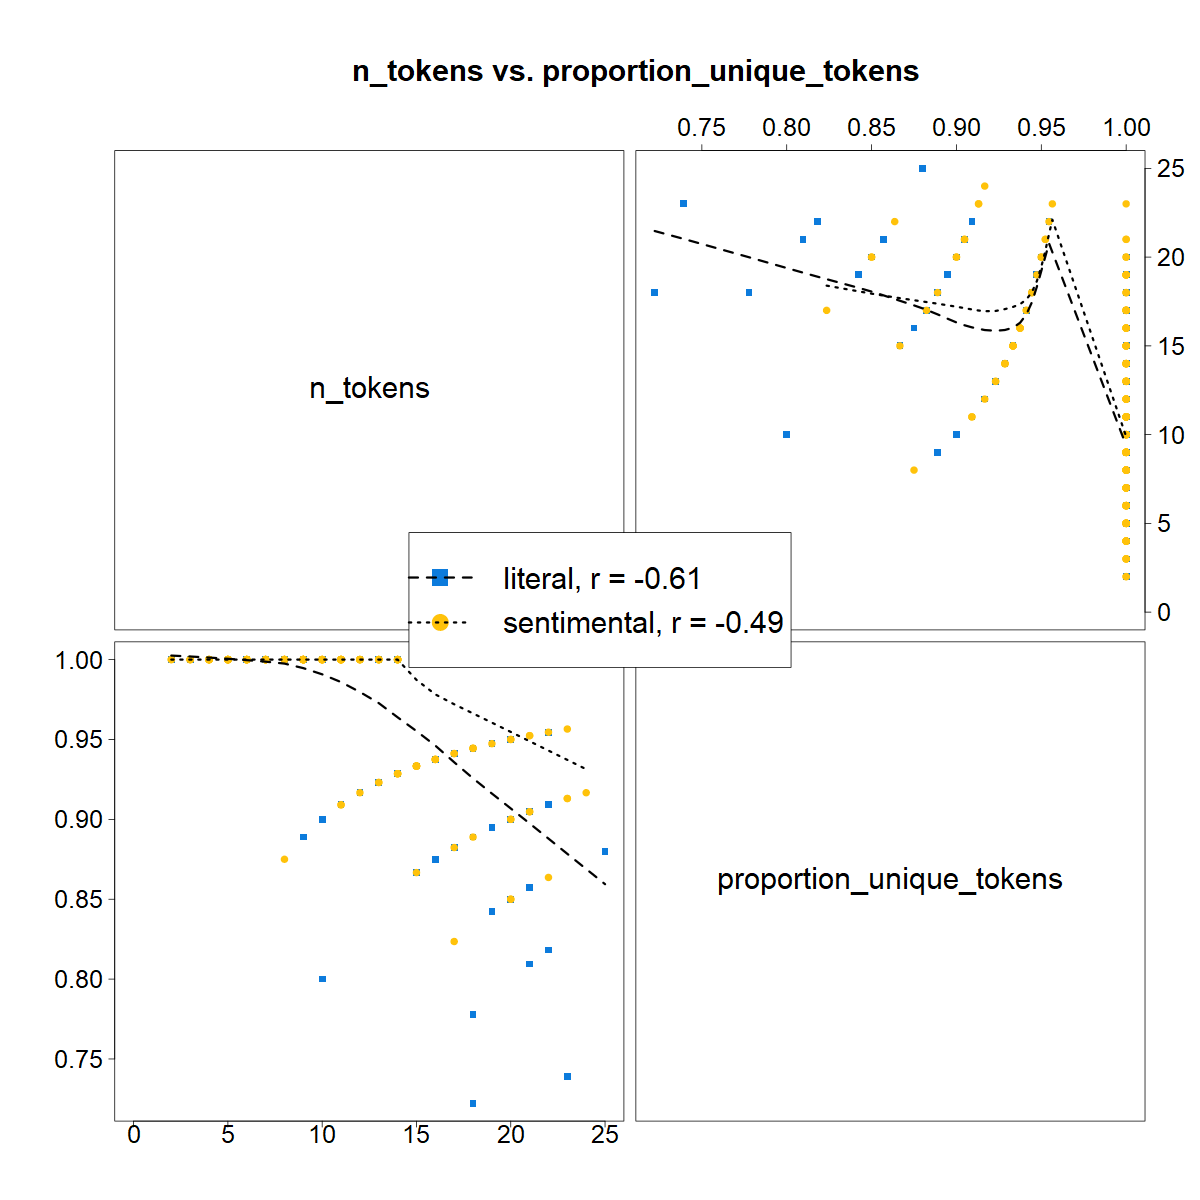 n_tokens vs. proportion_unique_tokens
0.75 0.80 0.85 0.90 0.95 1.00
25
20
15
10
5
0
n_tokens
literal, r = -0.61
sentimental, r = -0.49
1.00
0.95
0.90
0.85
0.80
0.75
proportion_unique_tokens
0 5 10 15 20 25